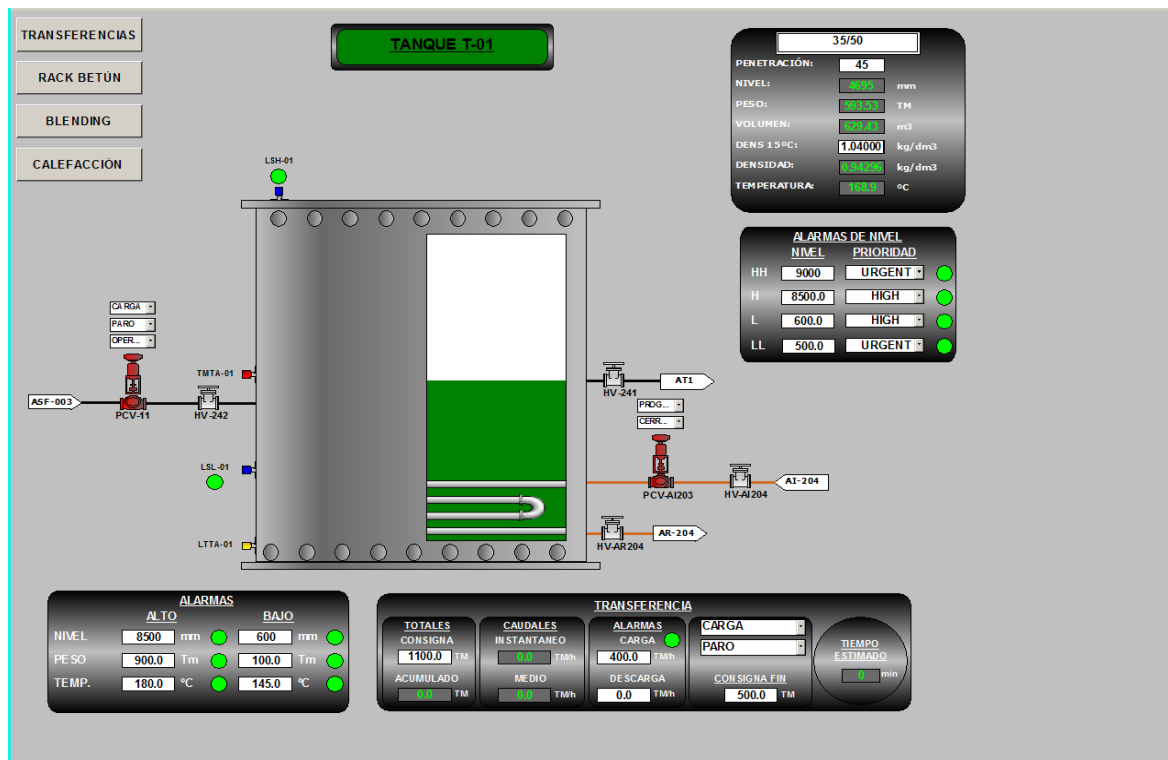 TRANSFERENCIAS
RACK BETÚN
BLENDING
CALEFACCIÓN
TANQUE T-01
35/50
PENETRACIÓN: 45
NIVEL: 4695 mm
PESO: 593.53 TM
VOLUMEN: 629.43 m3
DENS 15ºC: 1.04000 kg/dm3
DENSIDAD: 0,94296 kg/dm3
TEMPERATURA: 168.9 ºC
ALARMAS DE NIVEL
NIVEL PRIORIDAD
HH 9000 URGENT
H 8500.0 HIGH
L 600.0 HIGH
LL 500.0 URGENT
LSH-01
CARGA
PARO
OPER...
TMTA-01
ASF-003
PCV-11
HV-242
LSL-01
LTTA-01
HV-241
AT1
PROG...
CERR...
PCV-AI203
HV-AI204
AI-204
HV-AR204
AR-204
ALARMAS
ALTO BAJO
NIVEL 8500 mm 600 mm
PESO 900.0 Tm 100.0 Tm
TEMP. 180.0 ºC 145.0 ºC
TRANSFERENCIA
TOTALES
CONSIGNA
1100.0 TM
ACUMULADO
0.0 TM
CAUDALES
INSTANTANEO
0.0 TM/h
MEDIO
0.0 TM/h
ALARMAS
CARGA
400.0 TM/h
DESCARGA
0.0 TM/h
CARGA
PARO
CONSIGNA FIN
500.0 TM
TIEMPO
ESTIMADO
0 min